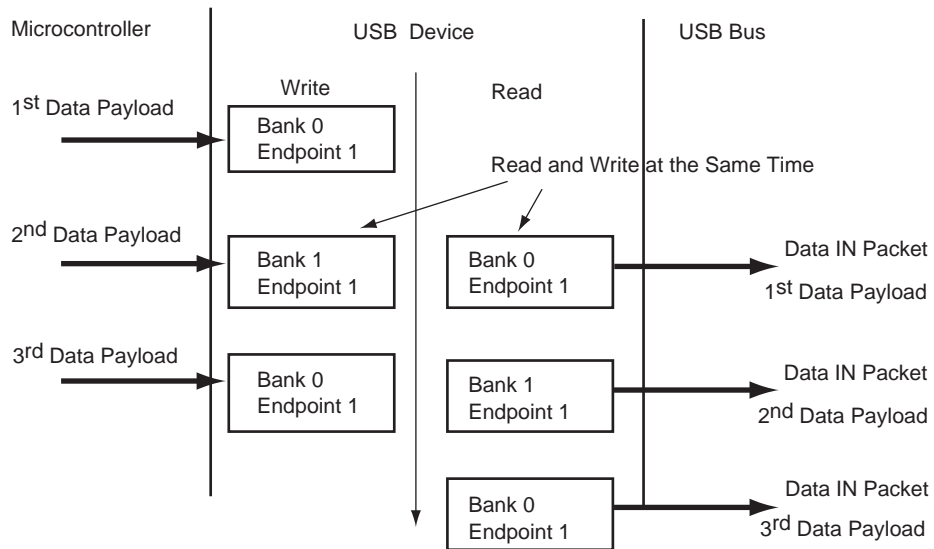 Microcontroller
USB Device
USB Bus
Write
Read
1st Data Payload
Bank 0
Endpoint 1
Read and Write at the Same Time
2nd Data Payload
Bank 1
Endpoint 1
Bank 0
Endpoint 1
Data IN Packet
1st Data Payload
3rd Data Payload
Bank 0
Endpoint 1
Bank 1
Endpoint 1
Data IN Packet
2nd Data Payload
Bank 0
Endpoint 1
Data IN Packet
3rd Data Payload